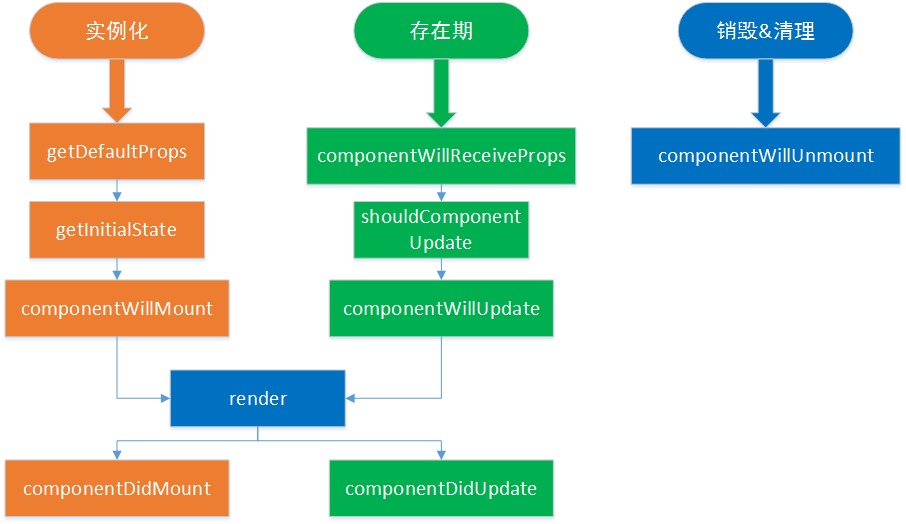 实例化
存在期
销毁&清理
getDefaultProps
componentWillReceiveProps
componentWillUnmount
getInitialState
shouldComponent
Update
componentWillMount
componentWillUpdate
render
componentDidMount
componentDidUpdate